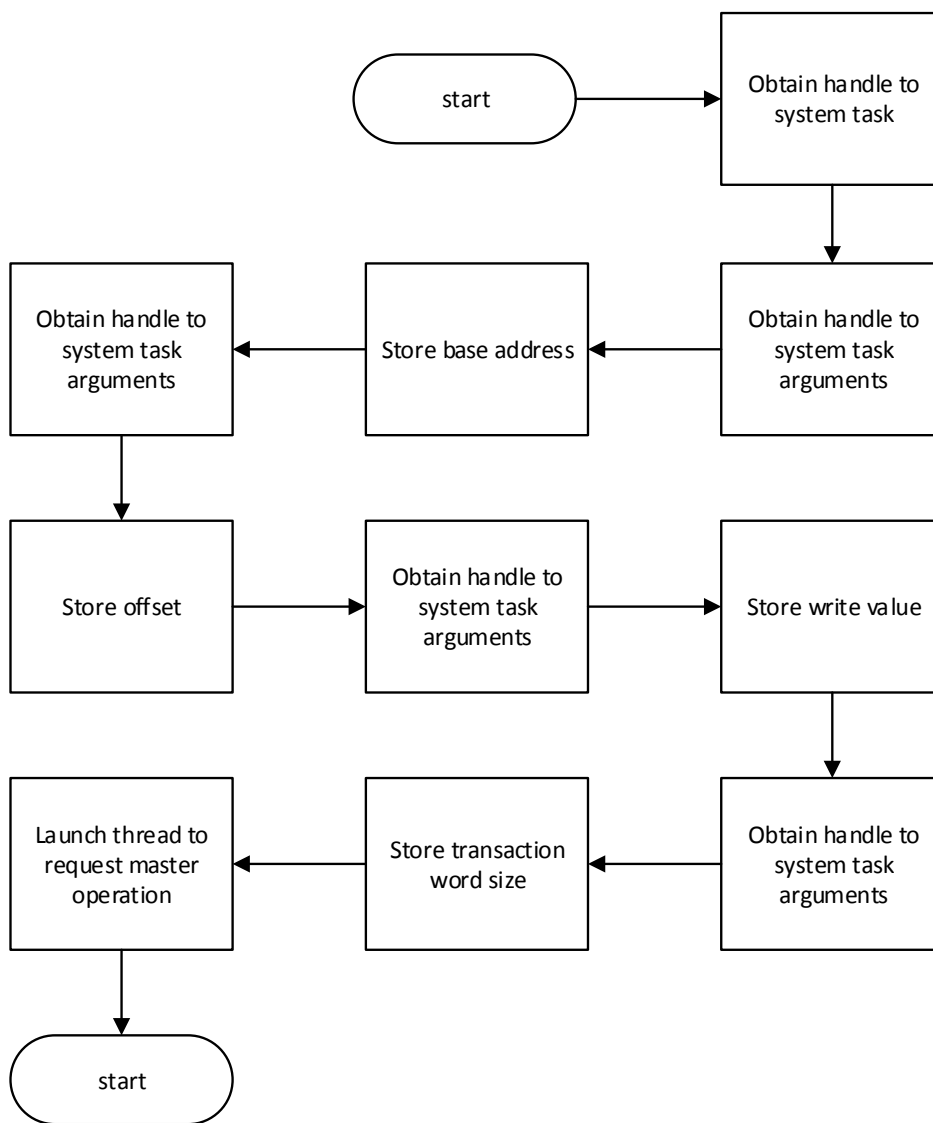 start
Obtain handle to
system task
Obtain handle to
system task
arguments
Store base address
Obtain handle to
system task
arguments
Store offset
Obtain handle to
system task
arguments
Store write value
Obtain handle to
system task
arguments
Store transaction
word size
Launch thread to
request master
operation
start